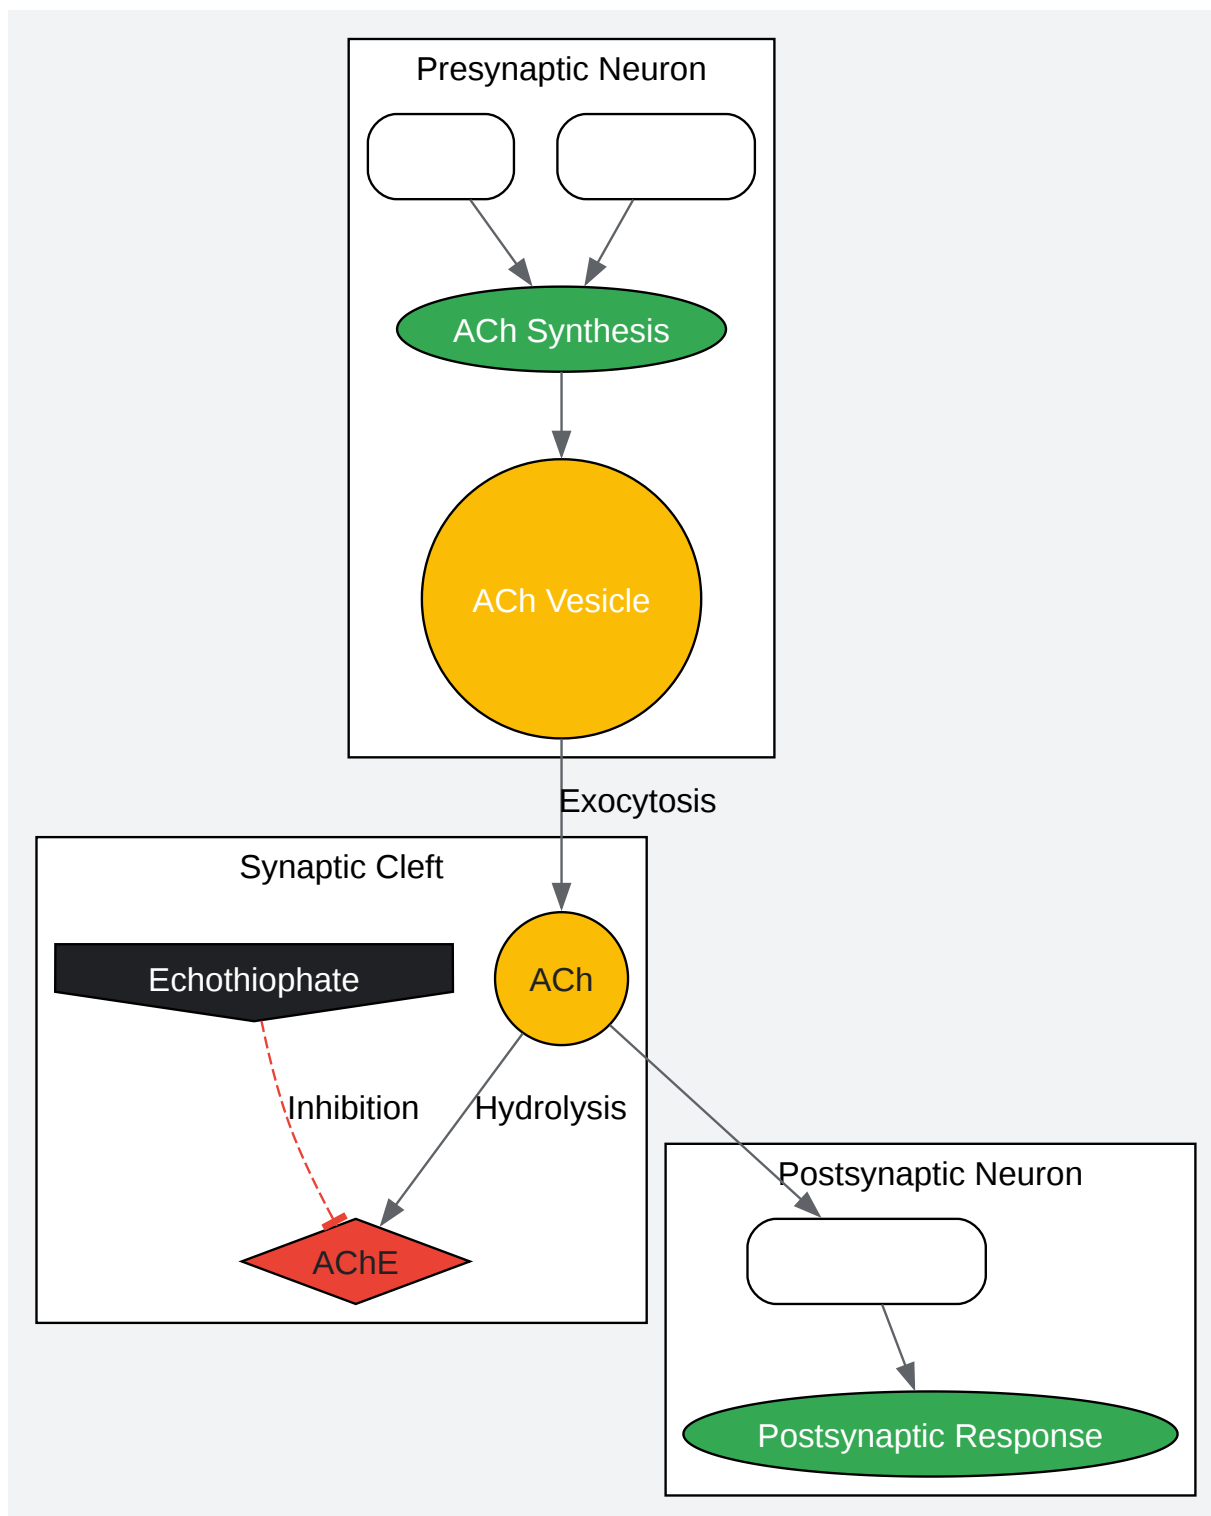 Presynaptic Neuron
ACh Synthesis
ACh Vesicle
Exocytosis
Synaptic Cleft
Echothiophate
ACh
Inhibition
Hydrolysis
Postsynaptic Neuron
AChE
Postsynaptic Response